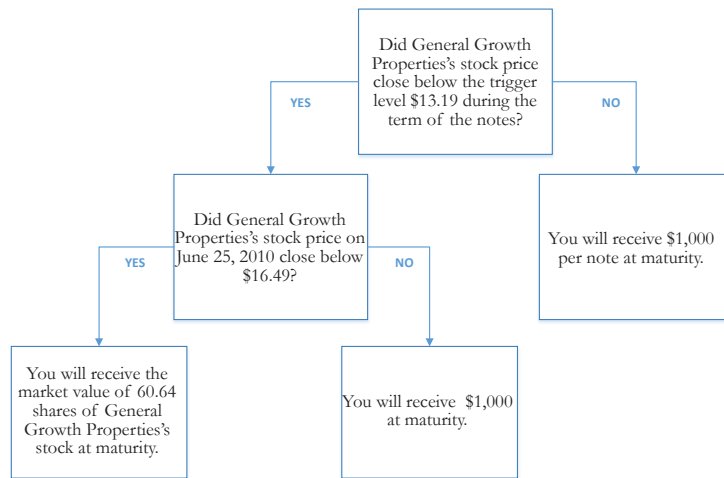 Did General Growth
Properties's stock price
close below the trigger
level $13.19 during the
term of the notes?
YES
NO
Did General Growth
Properties's stock price on
June 25, 2010 close below
$16.49?
You will receive $1,000
per note at maturity.
YES
NO
You will receive the
market value of 60.64
shares of General
Growth Properties's
stock at maturity.
You will receive $1,000
at maturity.